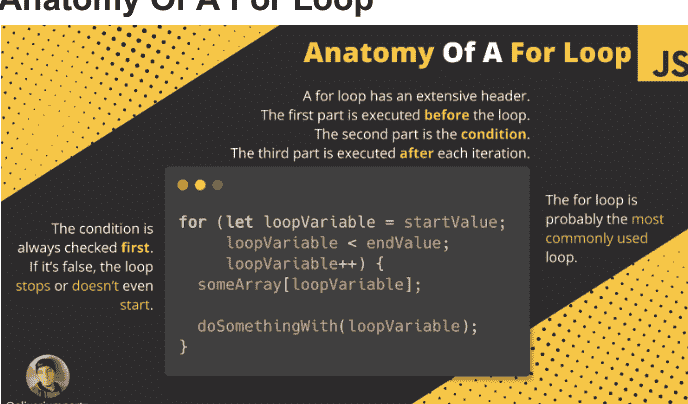 Anatomy Of A For Loop
Anatomy Of A For Loop
JS
A for loop has an extensive header.
The first part is executed before the loop.
The second part is the condition.
The third part is executed after each iteration.
The condition is
always checked first.
If it's false, the loop
stops or doesn't even
start.
for (let loopVariable = startValue;
loopVariable < endValue;
loopVariable++) {
someArray[loopVariable];
doSomethingWith(loopVariable);
}
The for loop is
probably the most
commonly used
loop.